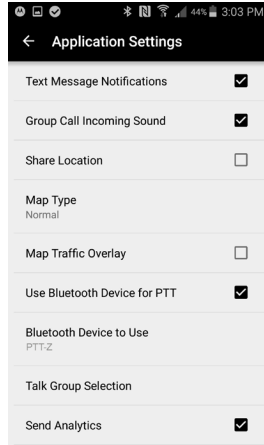 44% 3:03 PM
Application Settings
Text Message Notifications
Group Call Incoming Sound
Share Location
Map Type
Normal
Map Traffic Overlay
Use Bluetooth Device for PTT
Bluetooth Device to Use
PTT-Z
Talk Group Selection
Send Analytics